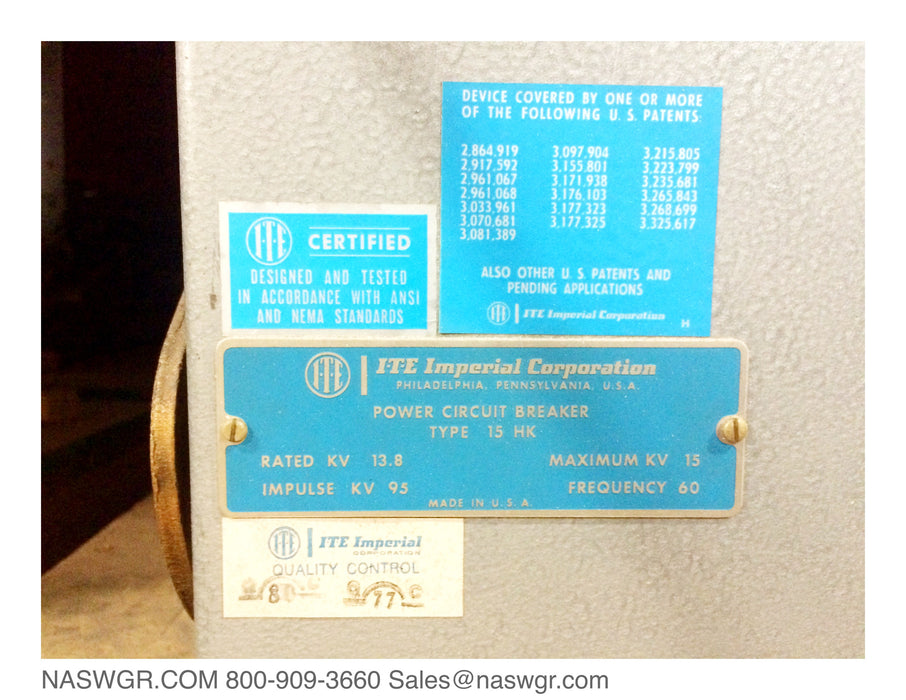 DEVICE COVERED BY ONE OR MORE
OF THE FOLLOWING U. S. PATENTS:
2,864,919 3,097,904 3,215,805
2,917,592 3,155,801 3,223,799
2,961,067 3,171,938 3,235,681
2,961,068 3,176,103 3,265,843
3,033,961 3,177,323 3,268,699
3,070,681 3,177,325 3,325,617
3,081,389
ALSO OTHER U. S. PATENTS AND
PENDING APPLICATIONS
ITE ITE Imperial Corporation H
ITE CERTIFIED
DESIGNED AND TESTED
IN ACCORDANCE WITH ANSI
AND NEMA STANDARDS
ITE I-T-E Imperial Corporation
PHILADELPHIA, PENNSYLVANIA, U.S.A.
POWER CIRCUIT BREAKER
TYPE 15 HK
RATED KV 13.8 MAXIMUM KV 15
IMPULSE KV 95 FREQUENCY 60
MADE IN U.S.A.
ITE ITE Imperial
CORPORATION
QUALITY CONTROL
NASWGR.COM 800-909-3660 Sales@naswgr.com